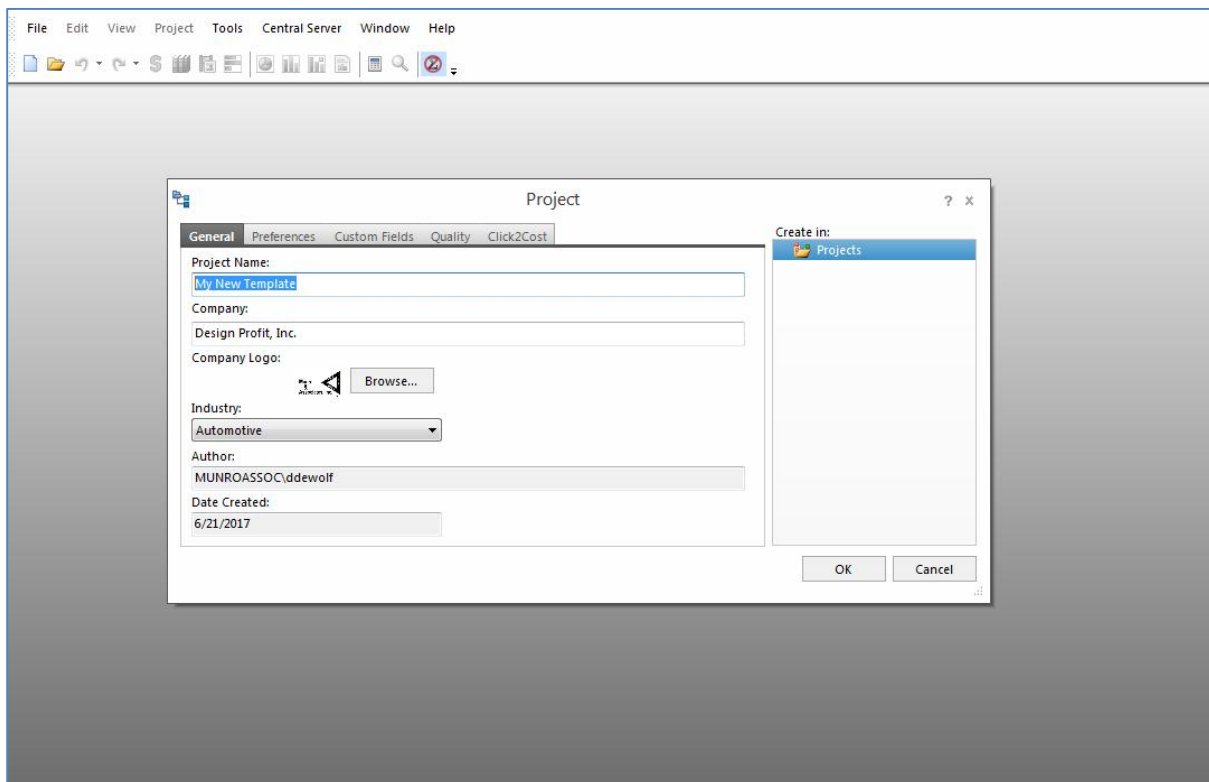 File Edit View Project Tools Central Server Window Help
Project
General Preferences Custom Fields Quality Click2Cost
Create in:
Projects
Project Name:
My New Template
Company:
Design Profit, Inc.
Company Logo:
Browse...
Industry:
Automotive
Author:
MUNROASSOC\ddewolf
Date Created:
6/21/2017
OK Cancel